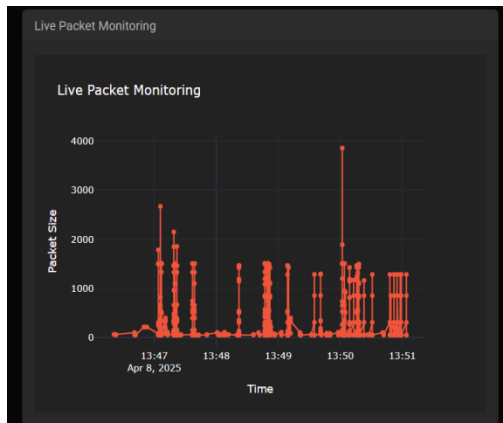 Live Packet Monitoring
Live Packet Monitoring
4000
3000
2000
1000
0
Packet Size
13:47
13:48
13:49
13:50
13:51
Apr 8, 2025
Time